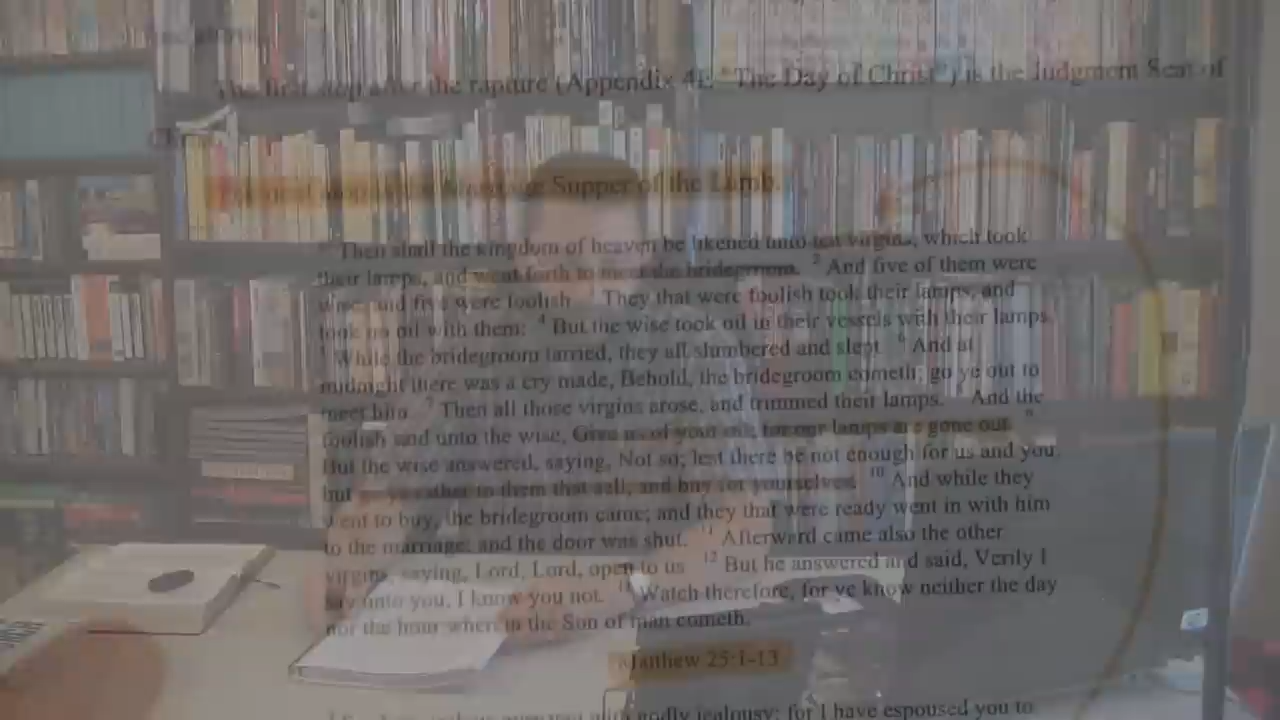 The first stop after the rapture (Appendix 4E "The Day of Christ") is the Judgment Seat of
Marriage Supper of the Lamb.
Then shall the kingdom of heaven be likened unto ten virgins, which took
their lamps, and went forth to meet the bridegroom. 2 And five of them were
wise, and five were foolish. They that were foolish took their lamps, and
took no oil with them: 4 But the wise took oil in their vessels with their lamps.
While the bridegroom tarried, they all slumbered and slept. 6 And at
midnight there was a cry made, Behold, the bridegroom cometh; go ye out to
meet him. 7 Then all those virgins arose, and trimmed their lamps. And the
foolish said unto the wise, Give us of your oil; for our lamps are gone out. 9
But the wise answered, saying, Not so; lest there be not enough for us and you:
but go ye rather to them that sell, and buy for yourselves. 10 And while they
went to buy, the bridegroom came; and they that were ready went in with him
to the marriage: and the door was shut. 11 Afterward came also the other
virgins, saying, Lord, Lord, open to us. 12 But he answered and said, Verily I
say unto you, I know you not. Watch therefore, for ye know neither the day
nor the hour wherein the Son of man cometh.
Matthew 25:1-13
godly jealousy: for I have espoused you to